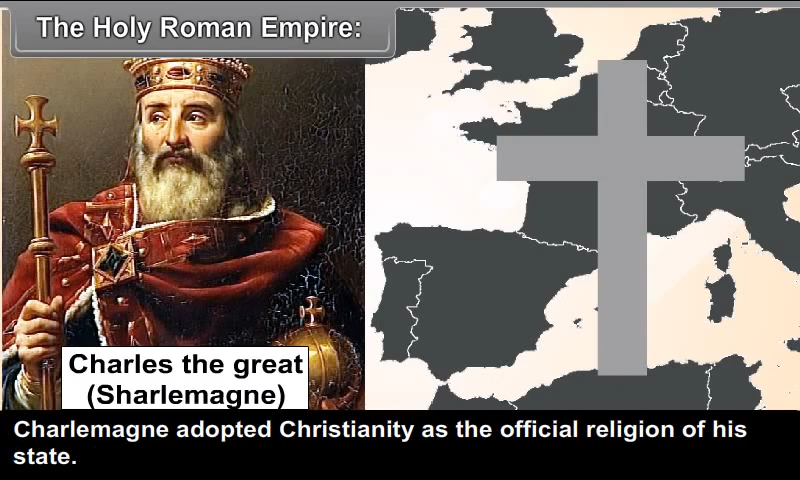 The Holy Roman Empire:
Charles the great
(Sharlemagne)
Charlemagne adopted Christianity as the official religion of his
state.